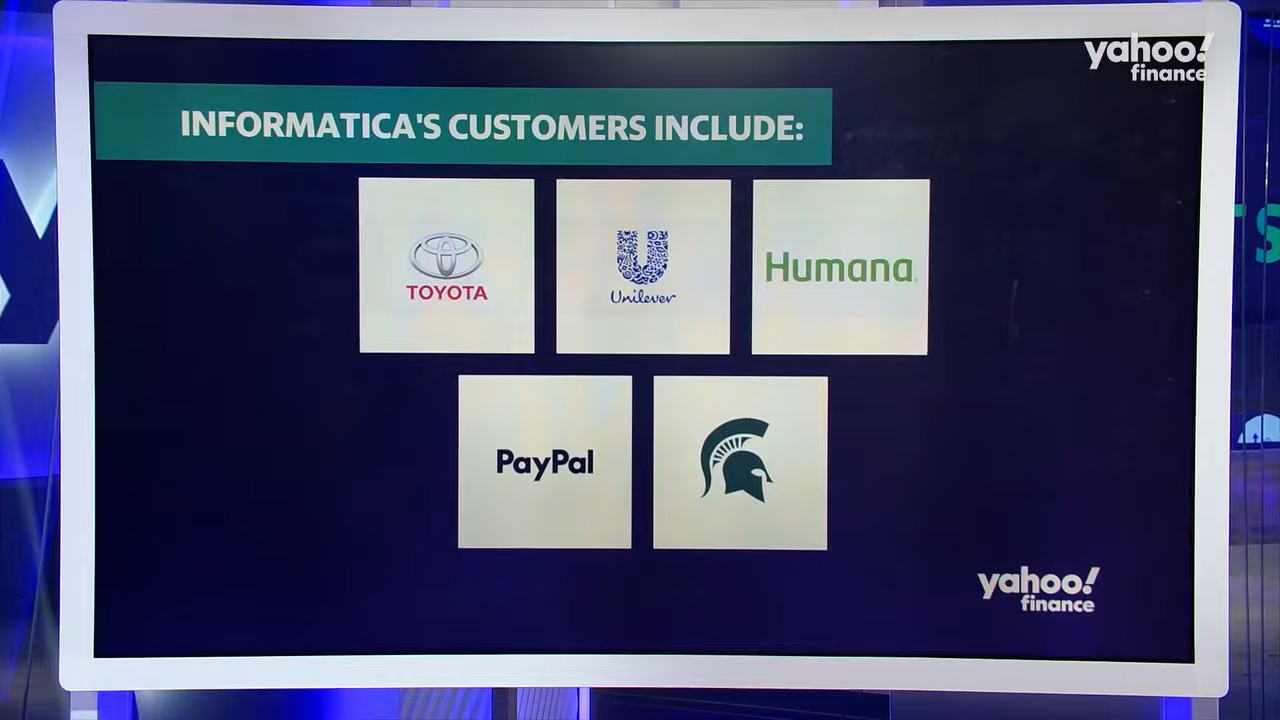 yahoo!
finance
INFORMATICA'S CUSTOMERS INCLUDE:
TOYOTA
Unilever
Humana
PayPal
yahoo!
finance